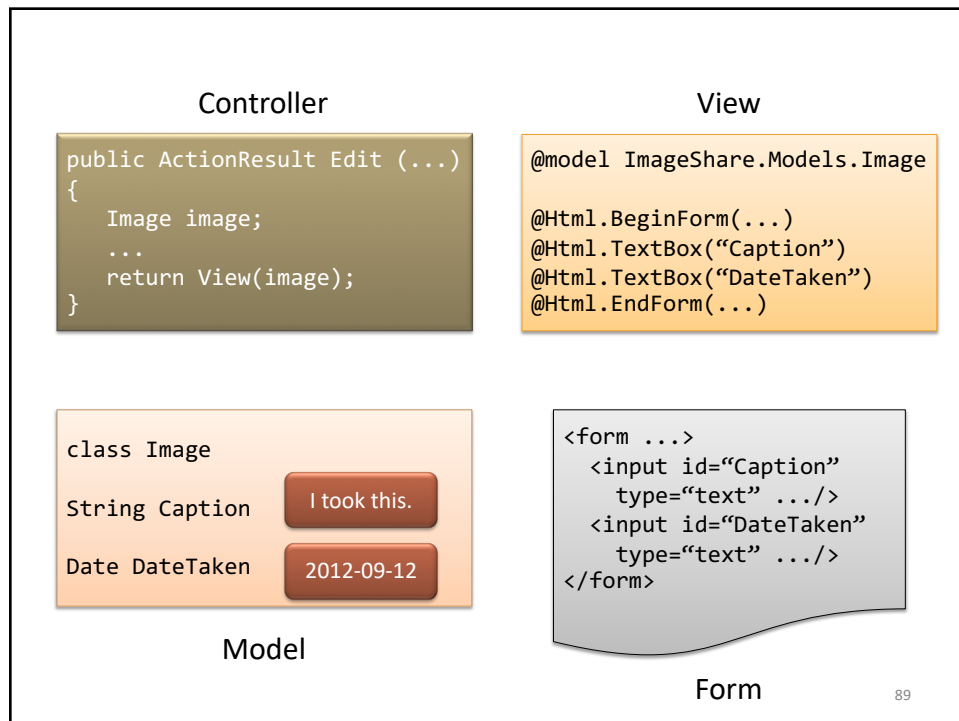 Controller
public ActionResult Edit (...)
{
Image image;
...
return View(image);
}
View
@model ImageShare.Models.Image
@Html.BeginForm(...)
@Html.TextBox(“Caption”)
@Html.TextBox(“DateTaken”)
@Html.EndForm(...)
class Image
String Caption
I took this.
Date DateTaken
2012-09-12
Model
<form ...>
<input id=“Caption”
type=“text” .../>
<input id=“DateTaken”
type=“text” .../>
</form>
Form
89